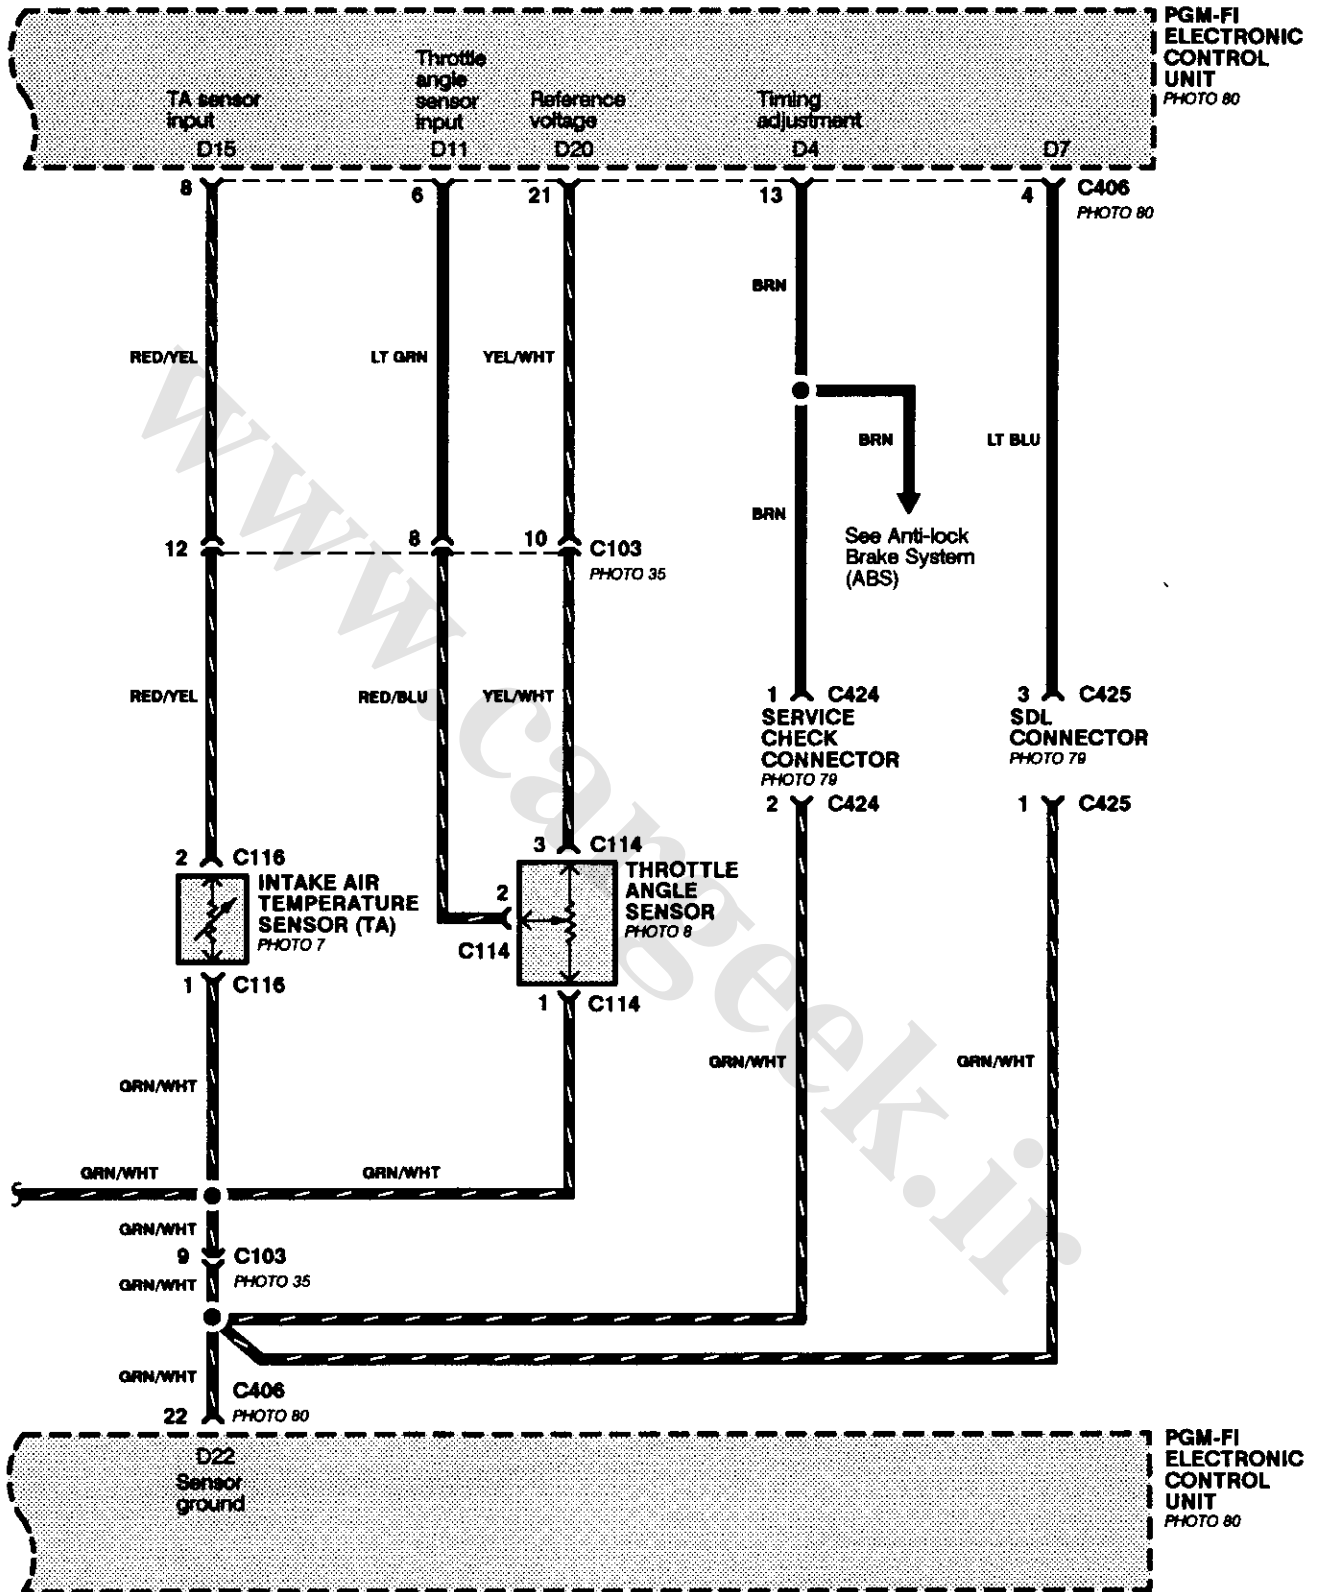 PGM-FI
ELECTRONIC
CONTROL
UNIT
PHOTO 80
TA sensor
input
D15
Throttle
angle
sensor
input
D11
Reference
voltage
D20
Timing
adjustment
D4
D7
8
6
21
13
4
C406
PHOTO 80
BRN
RED/YEL
LT GRN
YEL/WHT
BRN
LT BLU
BRN
See Anti-lock
Brake System
(ABS)
12
8
10
C103
PHOTO 35
RED/YEL
RED/BLU
YEL/WHT
1
C424
SERVICE
CHECK
CONNECTOR
PHOTO 79
2
C424
3
C425
SDL
CONNECTOR
PHOTO 79
1
C425
2
C116
INTAKE AIR
TEMPERATURE
SENSOR (TA)
PHOTO 7
1
C116
3
C114
THROTTLE
ANGLE
SENSOR
PHOTO 8
2
C114
1
C114
GRN/WHT
GRN/WHT
GRN/WHT
GRN/WHT
GRN/WHT
GRN/WHT
9
C103
PHOTO 35
GRN/WHT
GRN/WHT
C406
22
PHOTO 80
D22
Sensor
ground
PGM-FI
ELECTRONIC
CONTROL
UNIT
PHOTO 80
www.cargeek.ir